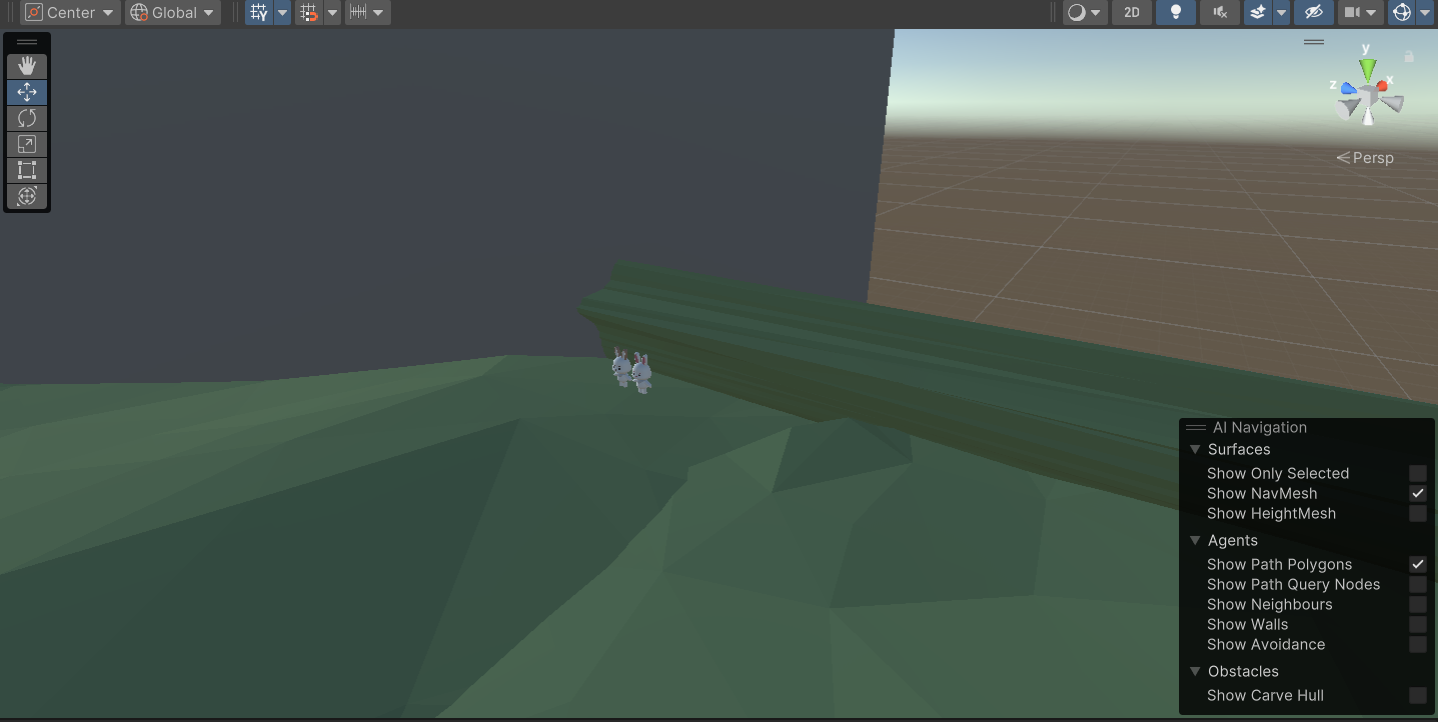 Center
Global
2D
y
z
x
Persp
AI Navigation
Surfaces
Show Only Selected
Show NavMesh
Show HeightMesh
Agents
Show Path Polygons
Show Path Query Nodes
Show Neighbours
Show Walls
Show Avoidance
Obstacles
Show Carve Hull